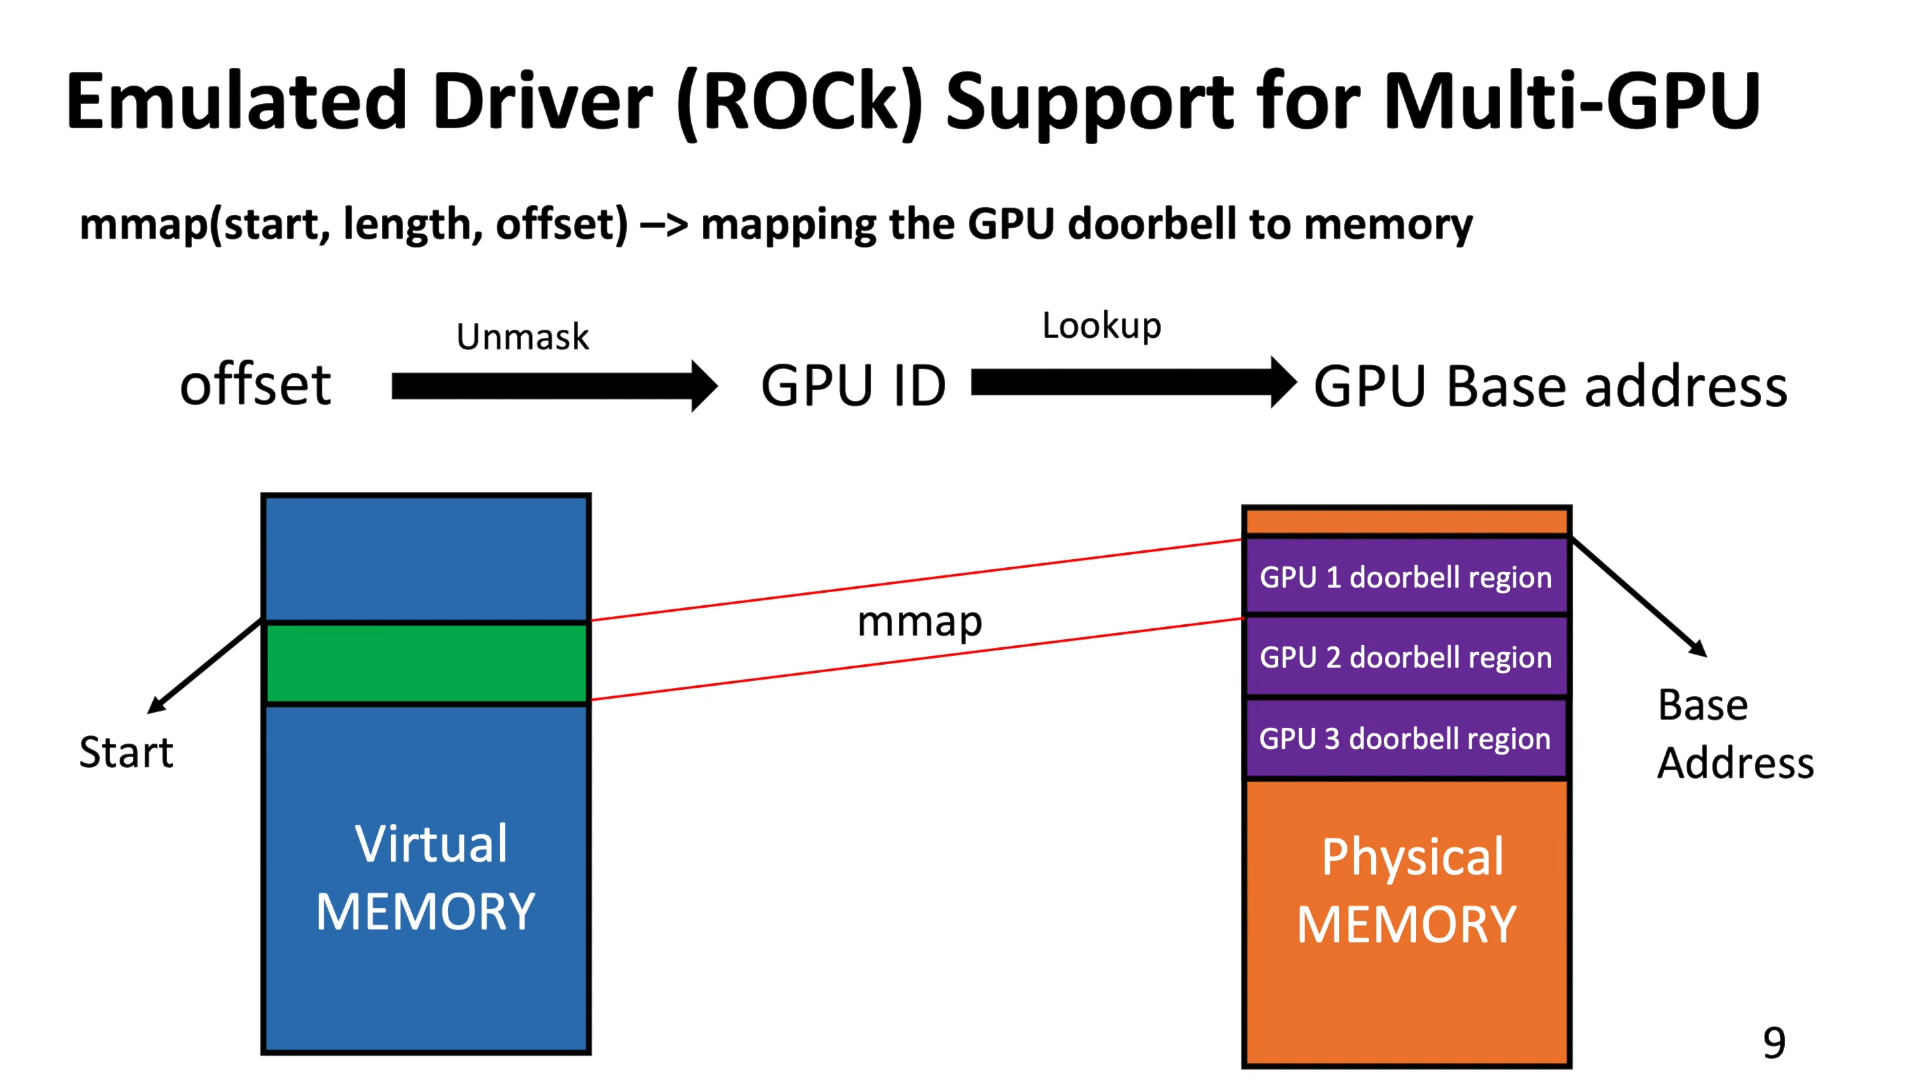 Emulated Driver (ROCk) Support for Multi-GPU
mmap(start, length, offset) –> mapping the GPU doorbell to memory
Unmask
Lookup
offset
GPU ID
GPU Base address
GPU 1 doorbell region
mmap
GPU 2 doorbell region
GPU 3 doorbell region
Start
Base
Address
Virtual
MEMORY
Physical
MEMORY
9